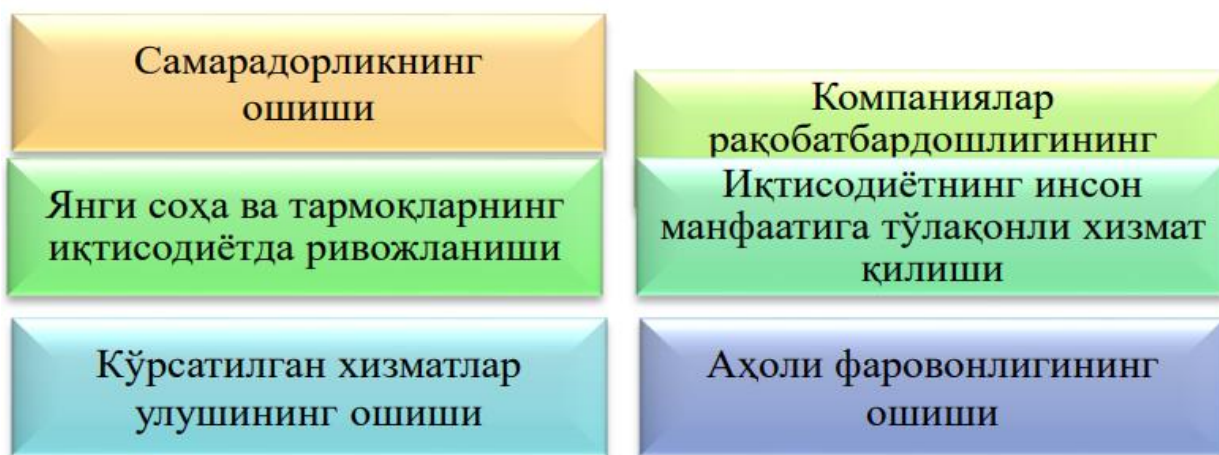 Самарадорликнинг
ошиши
Компаниялар
рақобатбардошлигининг
Янги соҳа ва тармоқларнинг
иқтисодиётда ривожланиши
Иқтисодиётнинг инсон
манфаатига тўлақонли хизмат
қилиши
Кўрсатилган хизматлар
улушининг ошиши
Аҳоли фаровонлигининг
ошиши